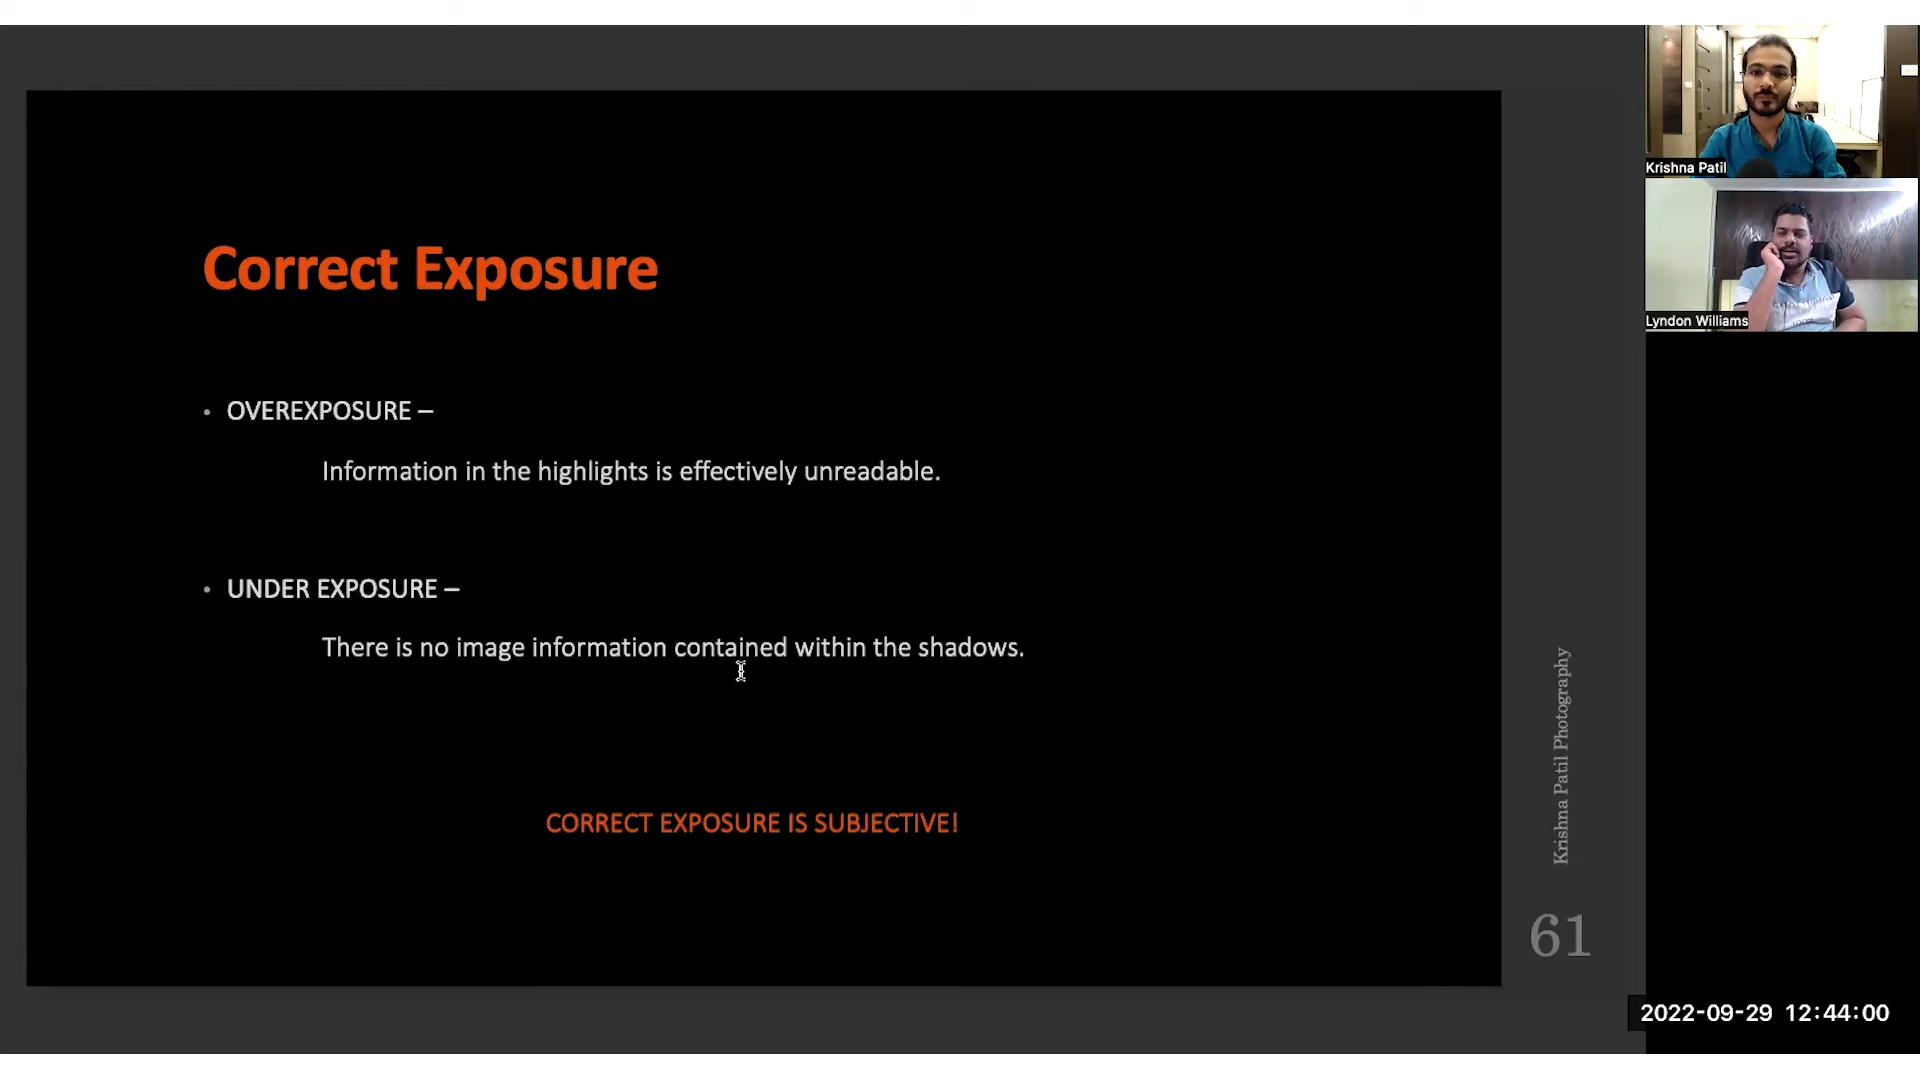 Correct Exposure
• OVEREXPOSURE –
Information in the highlights is effectively unreadable.
• UNDER EXPOSURE –
There is no image information contained within the shadows.
CORRECT EXPOSURE IS SUBJECTIVE!
Krishna Patil Photography
61
Krishna Patil
Lyndon Williams
2022-09-29 12:44:00